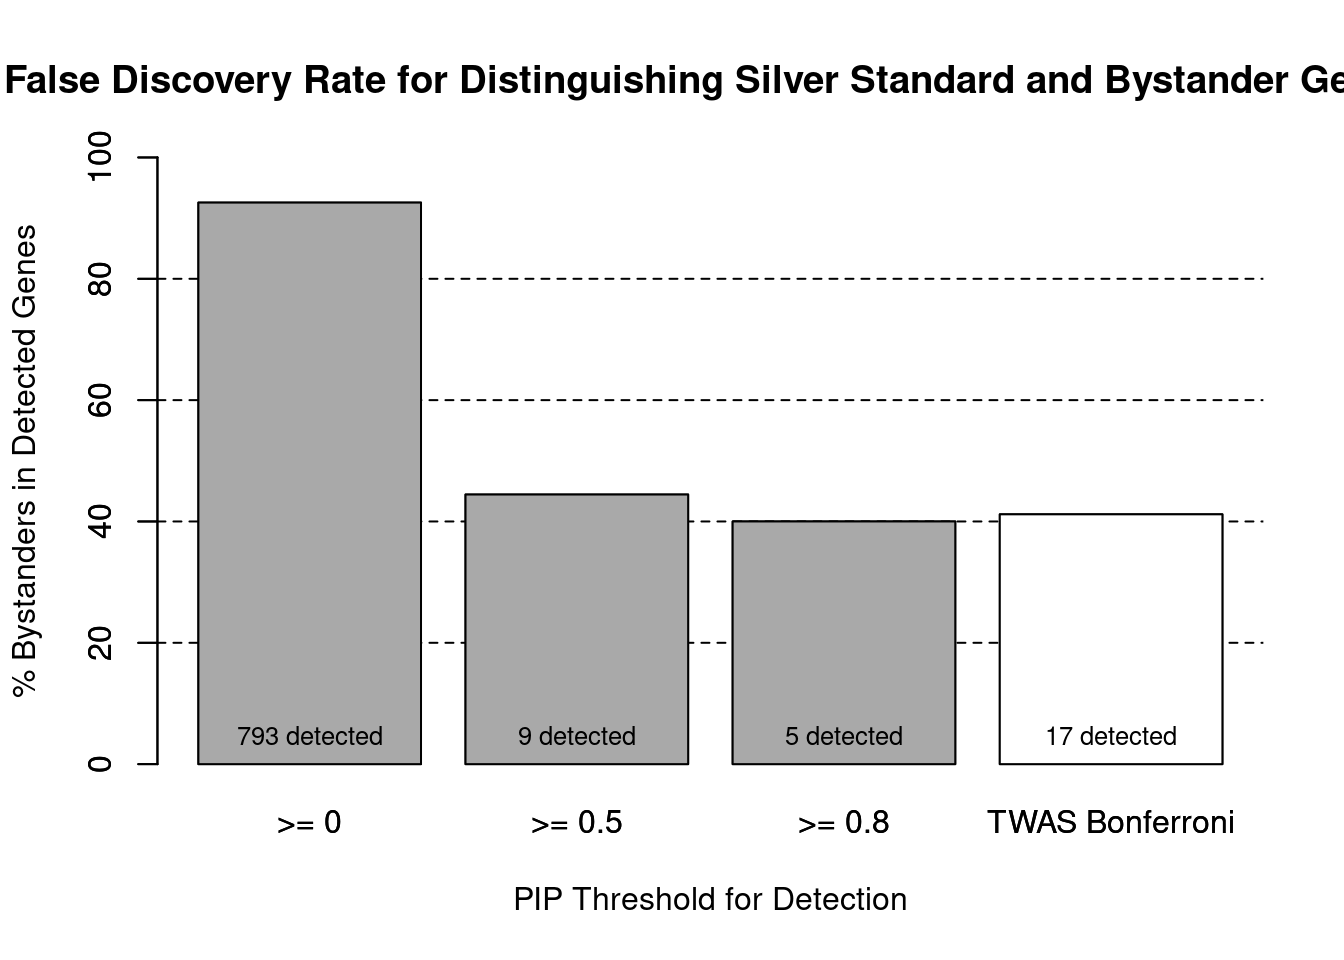 False Discovery Rate for Distinguishing Silver Standard and Bystander Ge
% Bystanders in Detected Genes
100
80
60
40
20
0
793 detected
9 detected
5 detected
17 detected
>= 0
>= 0.5
>= 0.8
TWAS Bonferroni
PIP Threshold for Detection